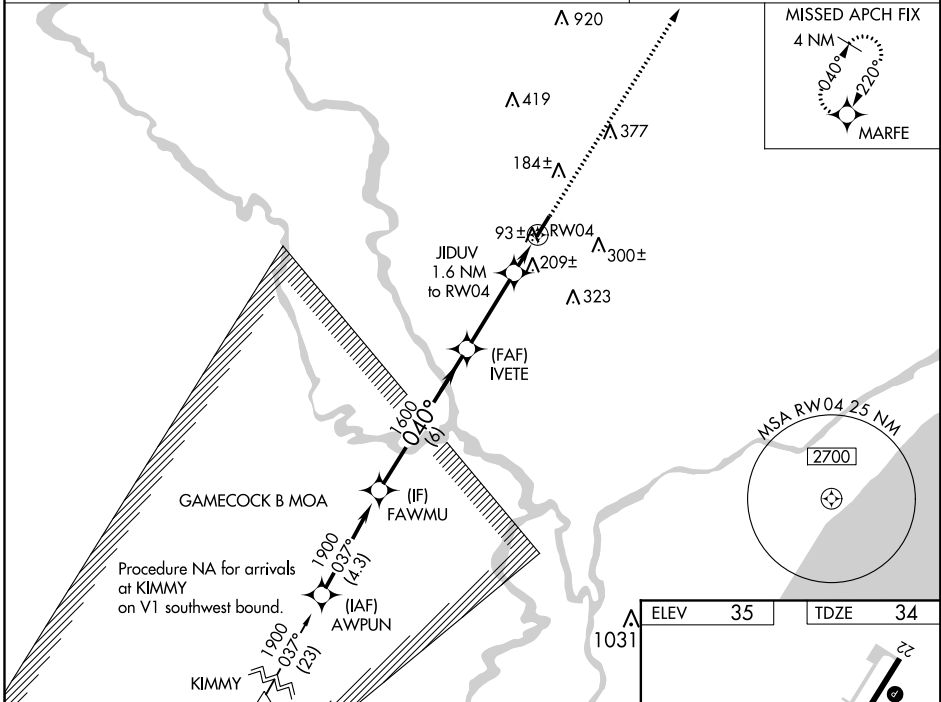 920
MISSED APCH FIX
4 NM
040°
220°
MARFE
419
377
184±
93±
RW04
JIDUV
1.6 NM
to RW04
209±
300±
323
(FAF)
IVETE
MSA RW04 25 NM
2700
1600
040°
(6)
GAMECOCK B MOA
(IF)
FAWMU
1900
037°
(4.3)
Procedure NA for arrivals
at KIMMY
on V1 southwest bound.
(IAF)
AWPUN
1900
037°
(23)
KIMMY
1031
ELEV 35
TDZE 34
22